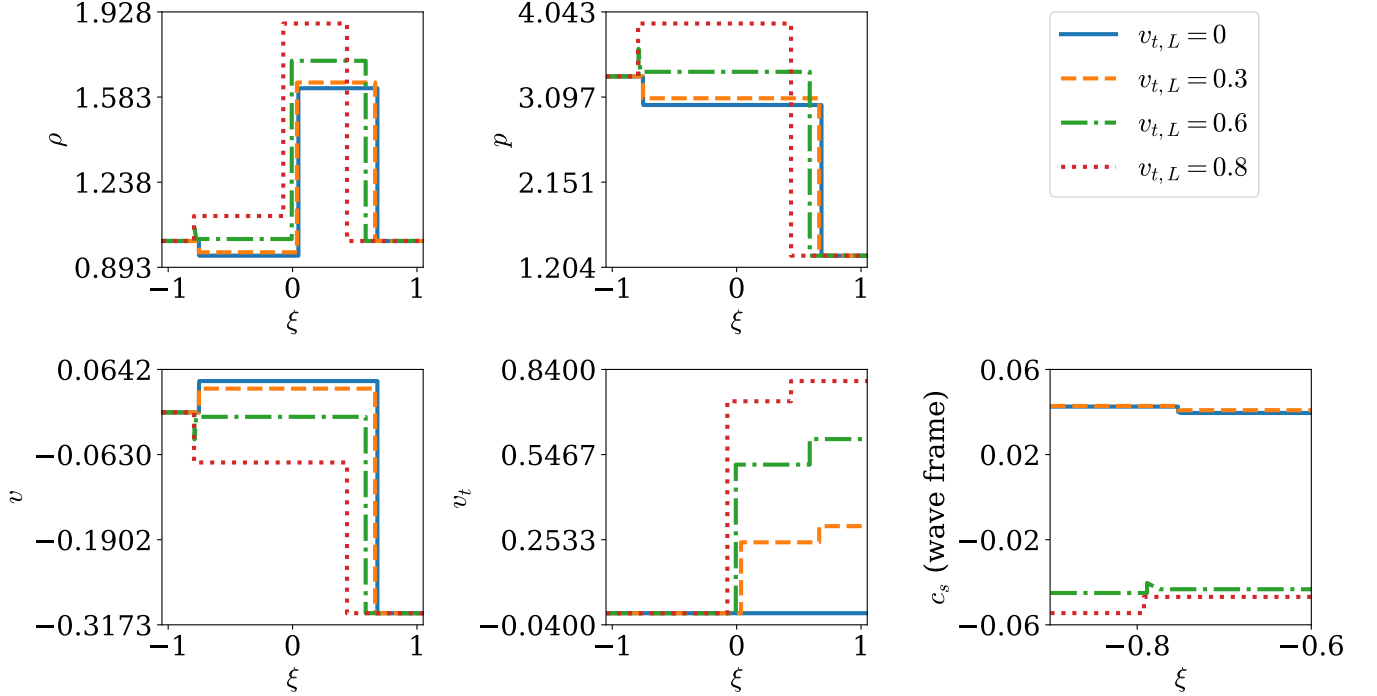 1.928
1.583
1.238
0.893
ρ
−1
0
1
ξ
4.043
3.097
2.151
1.204
p
−1
0
1
ξ
v_{t, L} = 0
v_{t, L} = 0.3
v_{t, L} = 0.6
v_{t, L} = 0.8
0.0642
−0.0630
−0.1902
−0.3173
v
−1
0
1
ξ
0.8400
0.5467
0.2533
−0.0400
v_t
−1
0
1
ξ
0.06
0.02
−0.02
−0.06
c_s (wave frame)
−0.8
−0.6
ξ